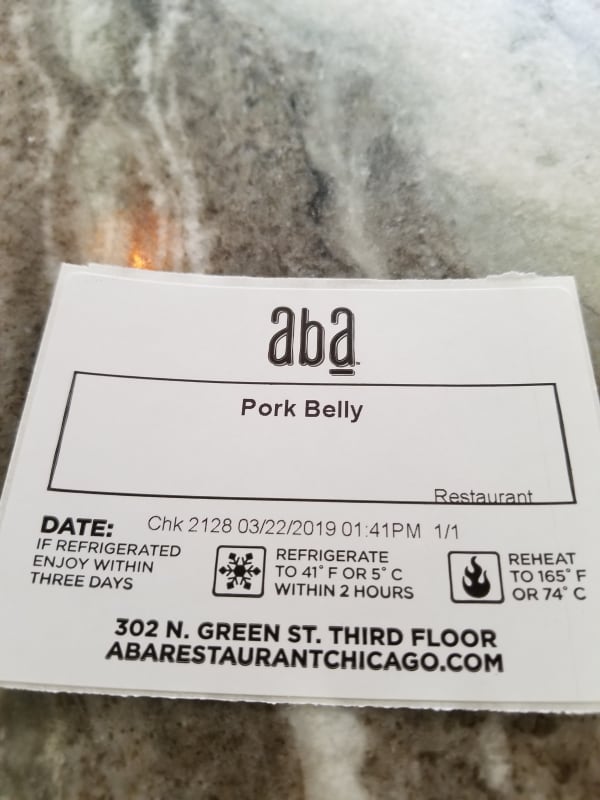 aba
Pork Belly
Restaurant
DATE: Chk 2128 03/22/2019 01:41PM 1/1
IF REFRIGERATED
ENJOY WITHIN
THREE DAYS
REFRIGERATE
TO 41° F OR 5° C
WITHIN 2 HOURS
REHEAT
TO 165° F
OR 74° C
302 N. GREEN ST. THIRD FLOOR
ABARESTAURANTCHICAGO.COM